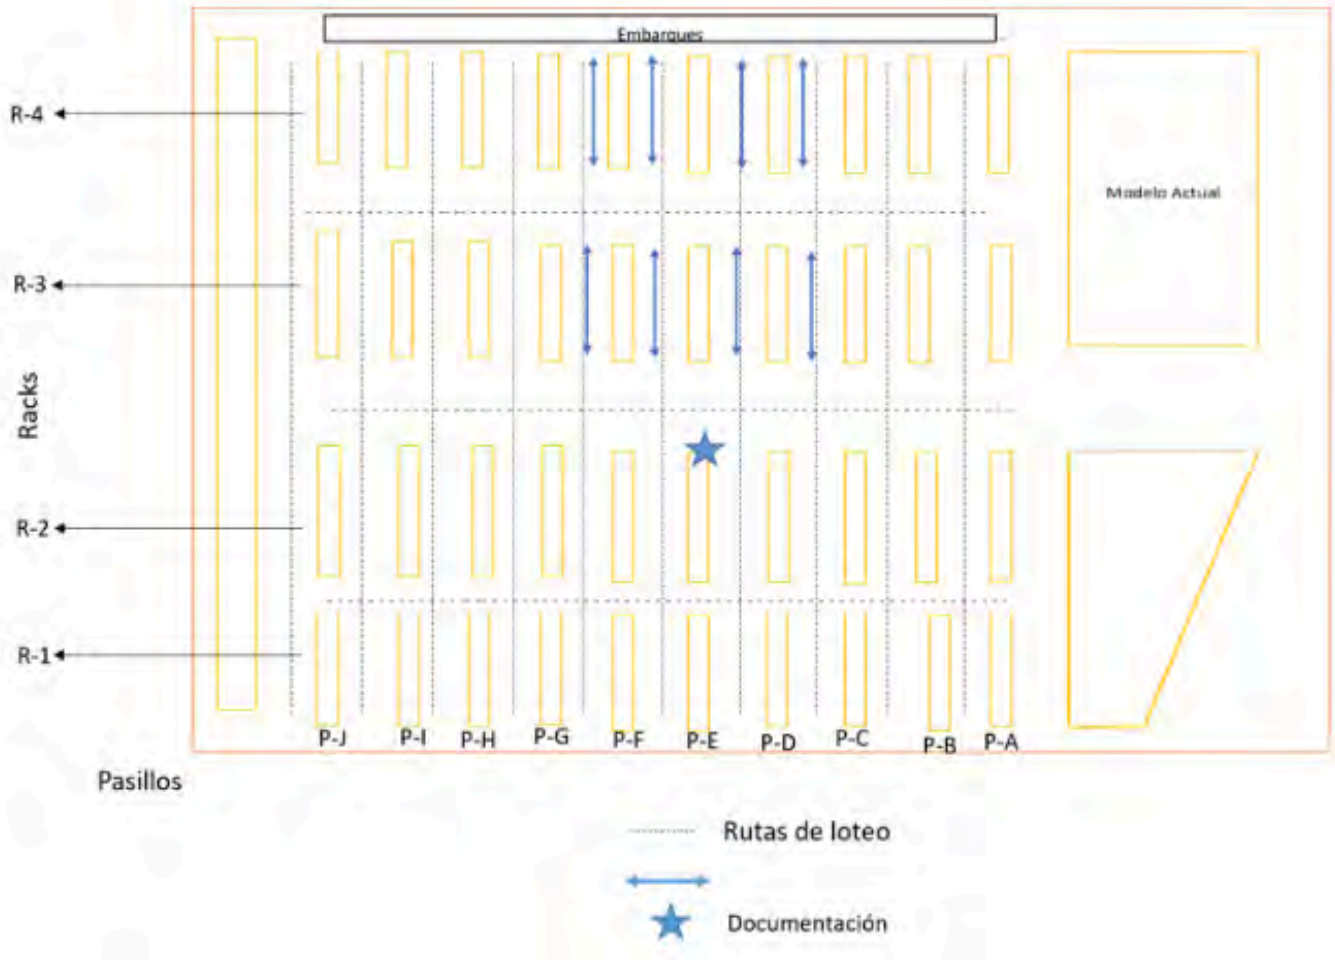 Embarques
R-4
Modelo Actual
R-3
Racks
R-2
R-1
P-J P-I P-H P-G P-F P-E P-D P-C P-B P-A
Pasillos
Rutas de loteo
Documentación